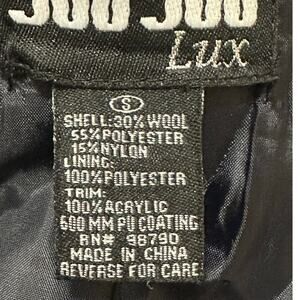 Lux
S
SHELL:30% WOOL
55%POLYESTER
15%NYLON
LINING:
100%POLYESTER
TRIM:
100%ACRYLIC
600 MM PU COATING
RN# 98790
MADE IN CHINA
REVERSE FOR CARE